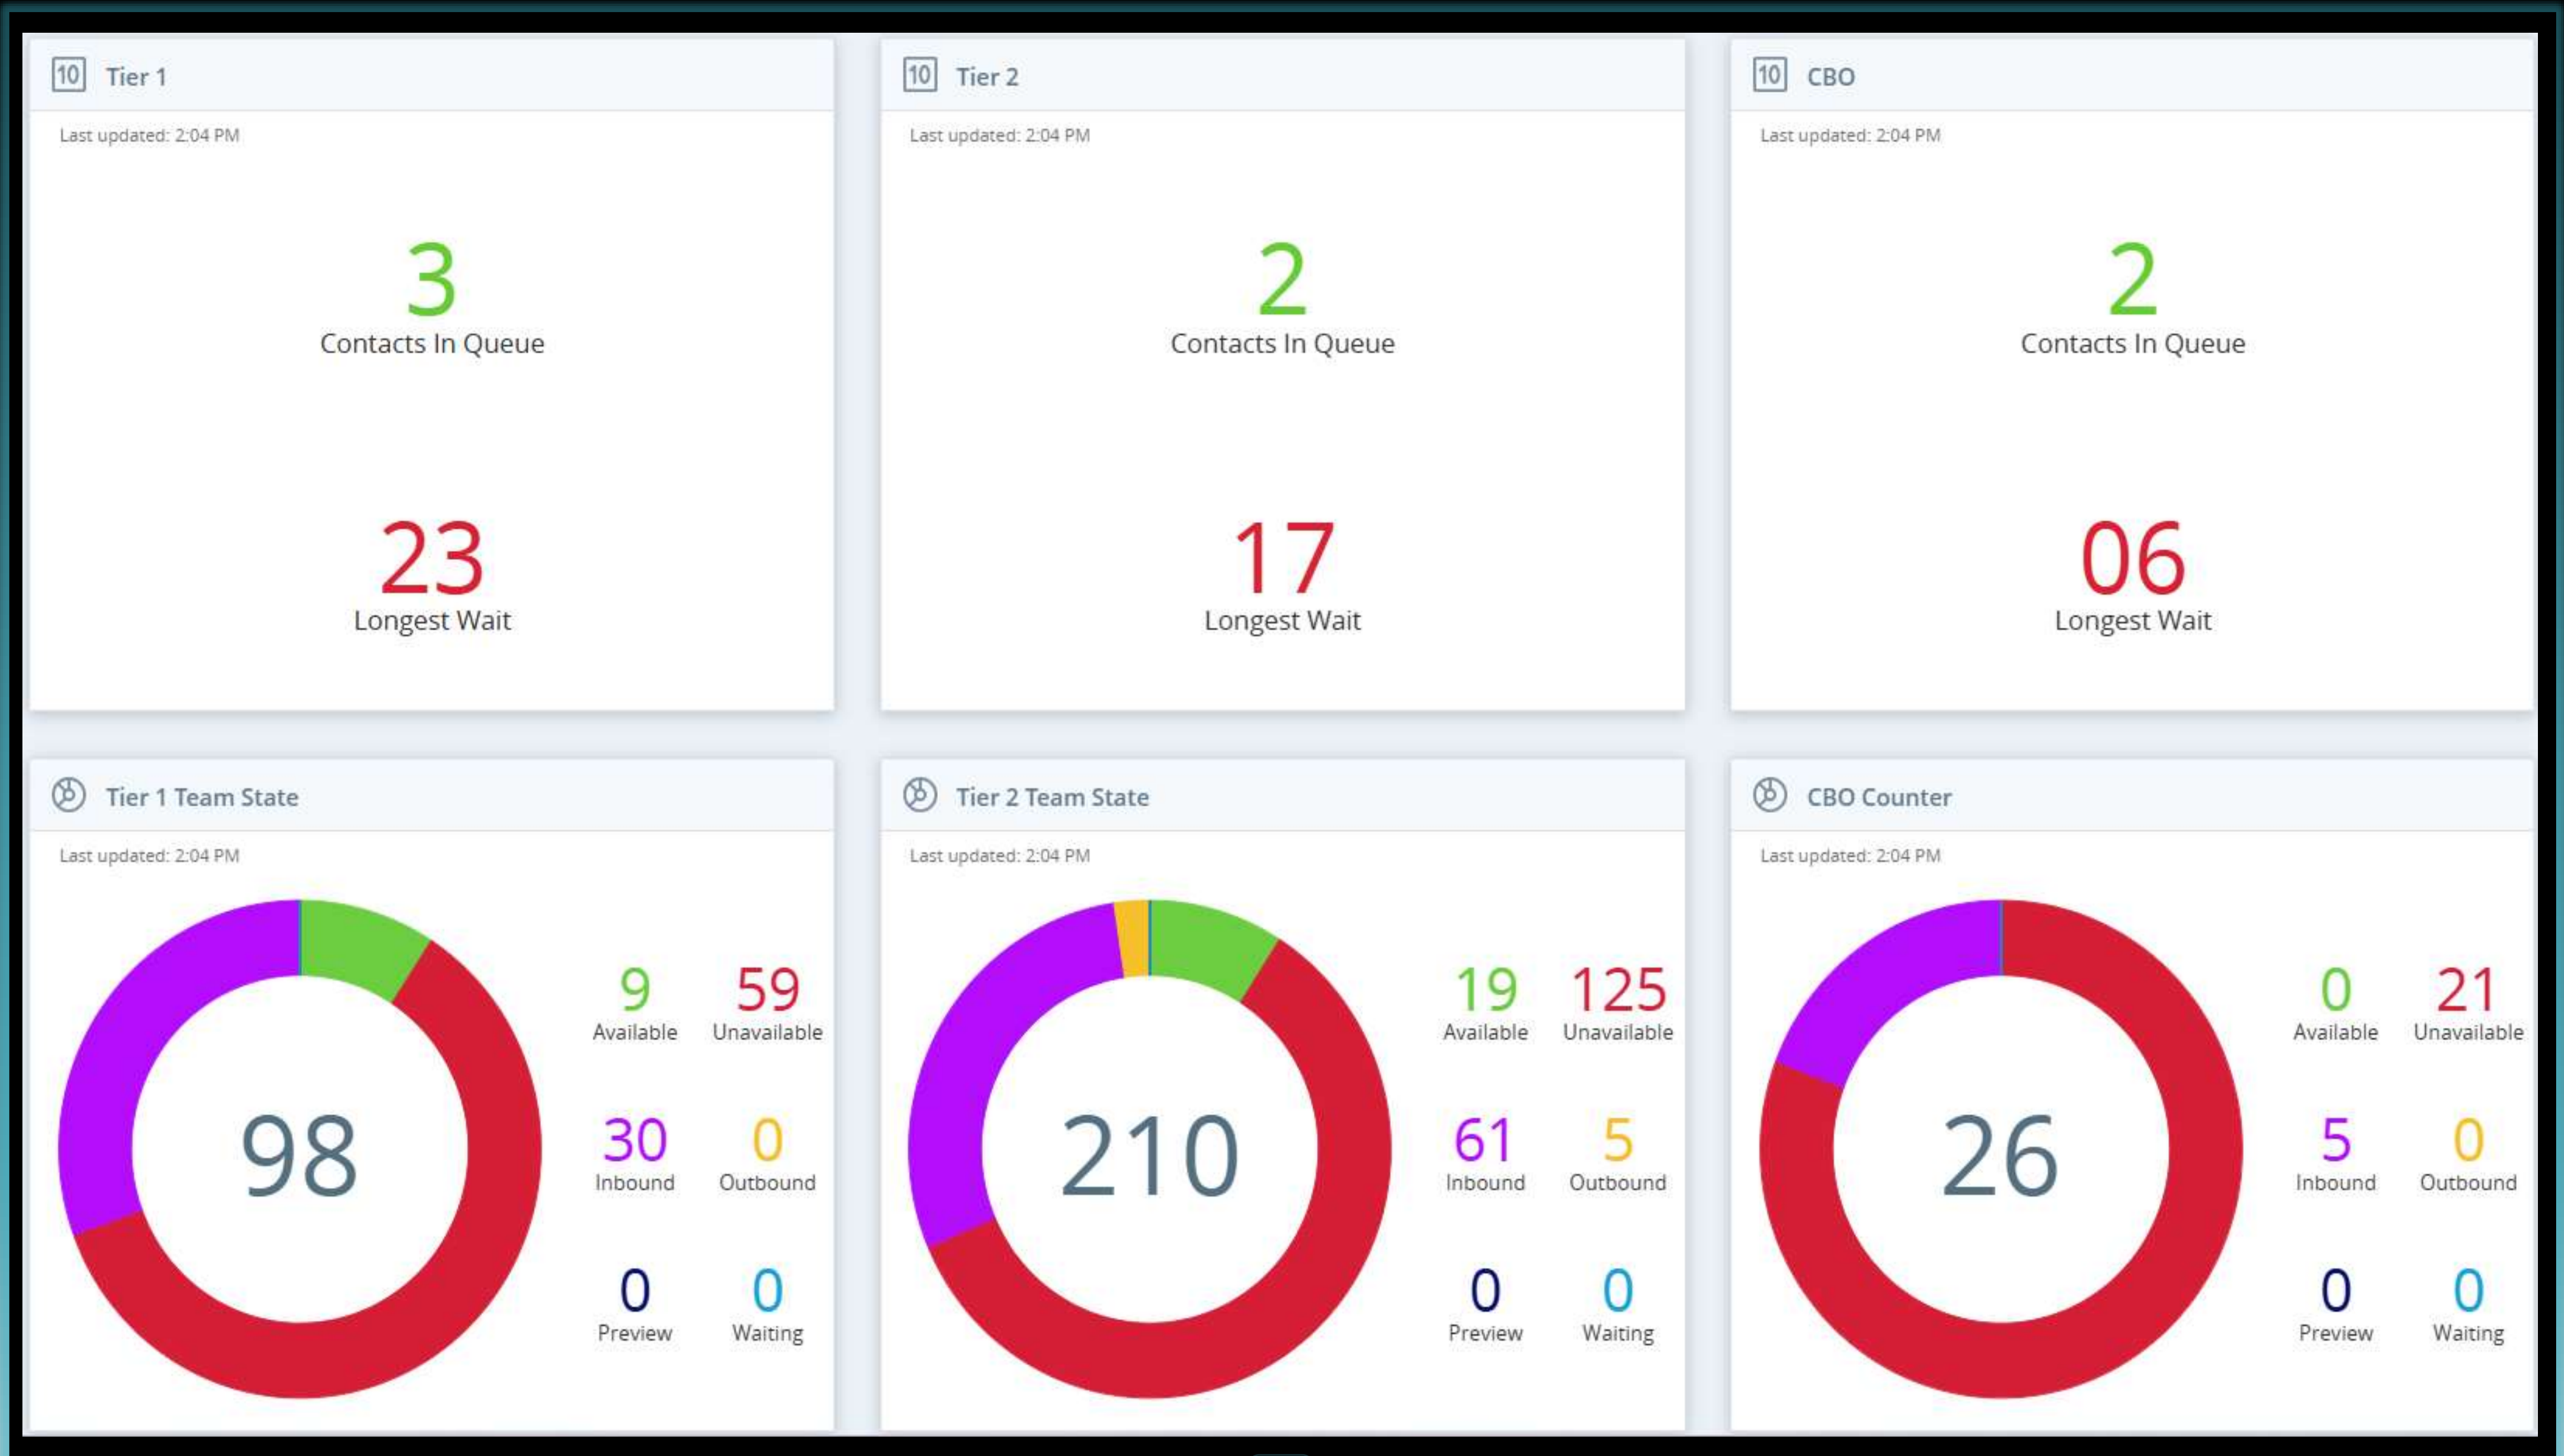 10 Tier 1
Last updated: 2:04 PM
3
Contacts In Queue
23
Longest Wait
10 Tier 2
Last updated: 2:04 PM
2
Contacts In Queue
17
Longest Wait
10 CBO
Last updated: 2:04 PM
2
Contacts In Queue
06
Longest Wait
Tier 1 Team State
Last updated: 2:04 PM
98
9 59
Available Unavailable
30 0
Inbound Outbound
0 0
Preview Waiting
Tier 2 Team State
Last updated: 2:04 PM
210
19 125
Available Unavailable
61 5
Inbound Outbound
0 0
Preview Waiting
CBO Counter
Last updated: 2:04 PM
26
0 21
Available Unavailable
5 0
Inbound Outbound
0 0
Preview Waiting